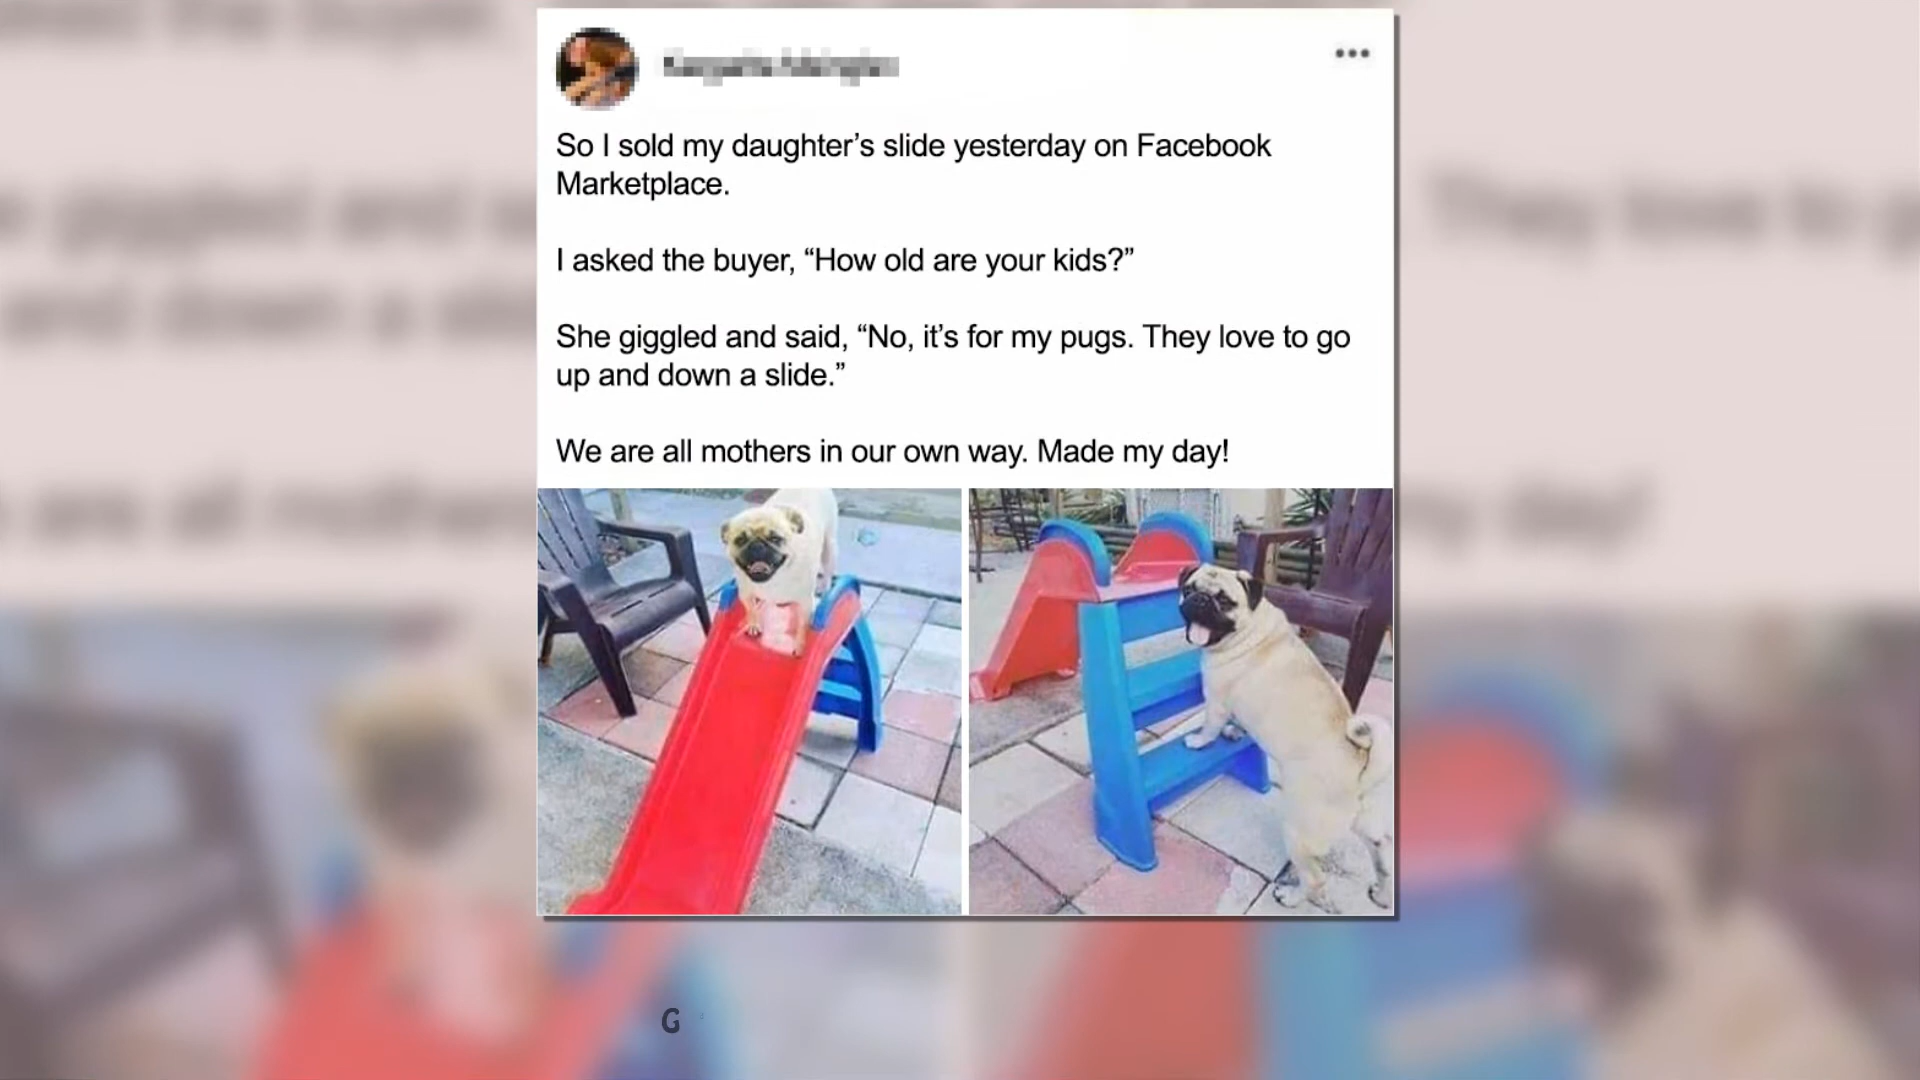 So I sold my daughter’s slide yesterday on Facebook
Marketplace.
I asked the buyer, “How old are your kids?”
She giggled and said, “No, it’s for my pugs. They love to go
up and down a slide.”
We are all mothers in our own way. Made my day!
G